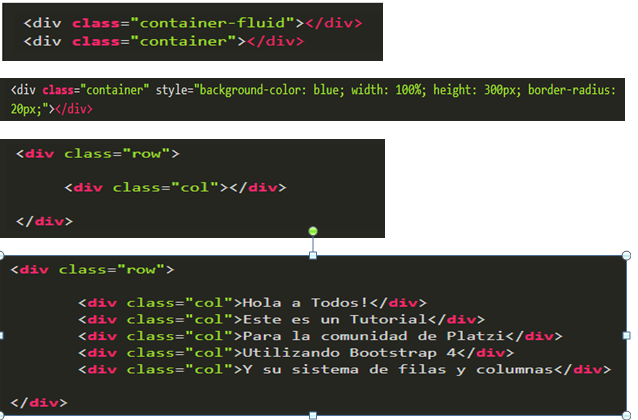 <div class="container-fluid"></div>
<div class="container"></div>
<div class="container" style="background-color: blue; width: 100%; height: 300px; border-radius:
20px;"></div>
<div class="row">
<div class="col"></div>
</div>
<div class="row">
<div class="col">Hola a Todos!</div>
<div class="col">Este es un Tutorial</div>
<div class="col">Para la comunidad de Platzi</div>
<div class="col">Utilizando Bootstrap 4</div>
<div class="col">Y su sistema de filas y columnas</div>
</div>